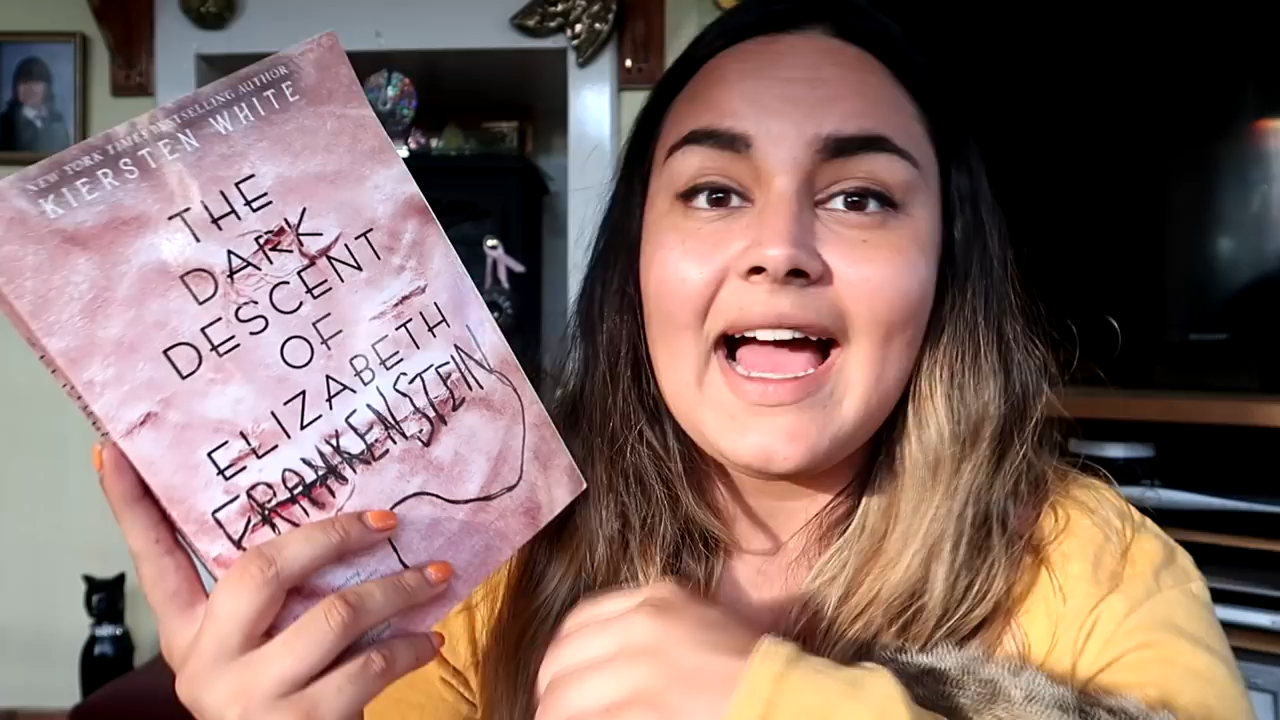 NEW YORK TIMES BESTSELLING AUTHOR
KIERSTEN WHITE
THE
DARK
DESCENT
OF
ELIZABETH
FRANKENSTEIN